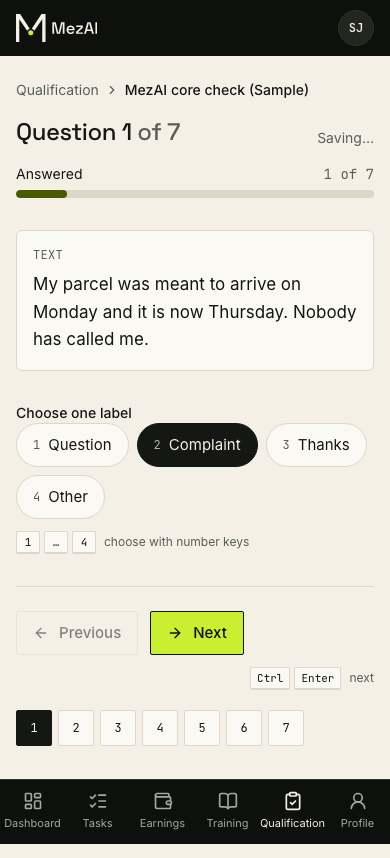 MezAI
SJ
Qualification > MezAI core check (Sample)
Question 1 of 7
Saving…
Answered
1 of 7
TEXT
My parcel was meant to arrive on
Monday and it is now Thursday. Nobody
has called me.
Choose one label
1 Question
2 Complaint
3 Thanks
4 Other
1 … 4 choose with number keys
← Previous
→ Next
Ctrl Enter next
1 2 3 4 5 6 7
Dashboard Tasks Earnings Training Qualification Profile